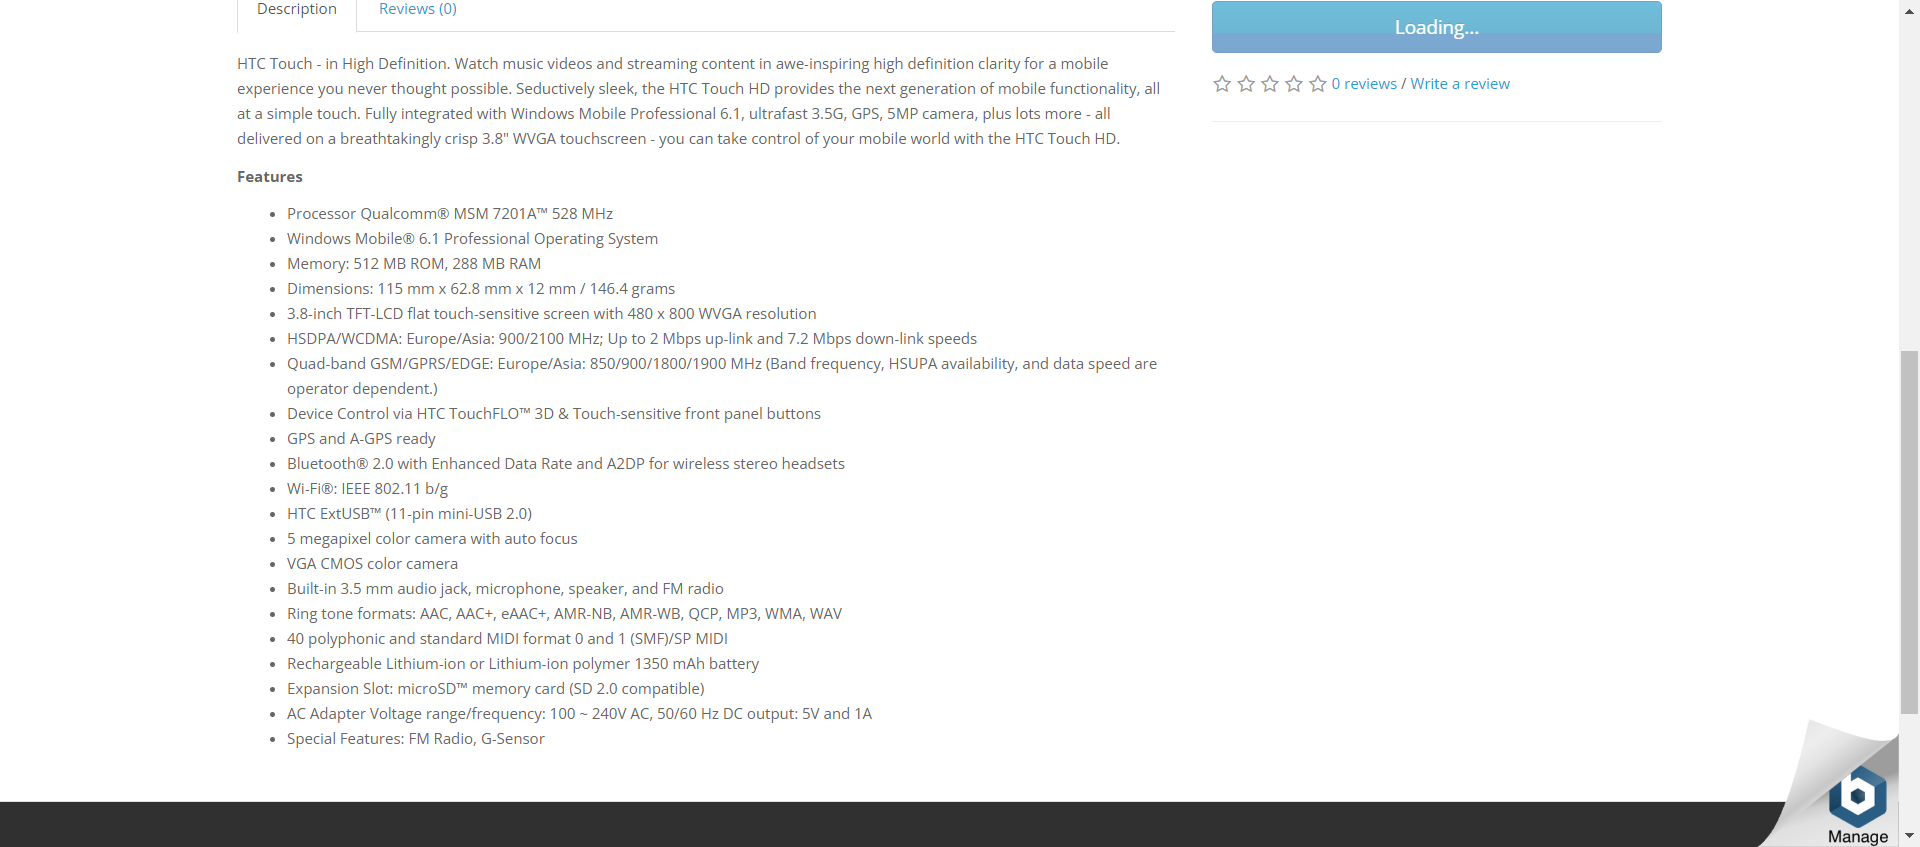 Description
Reviews (0)
HTC Touch - in High Definition. Watch music videos and streaming content in awe-inspiring high definition clarity for a mobile
experience you never thought possible. Seductively sleek, the HTC Touch HD provides the next generation of mobile functionality, all
at a simple touch. Fully integrated with Windows Mobile Professional 6.1, ultrafast 3.5G, GPS, 5MP camera, plus lots more - all
delivered on a breathtakingly crisp 3.8" WVGA touchscreen - you can take control of your mobile world with the HTC Touch HD.
Features
• Processor Qualcomm® MSM 7201A™ 528 MHz
• Windows Mobile® 6.1 Professional Operating System
• Memory: 512 MB ROM, 288 MB RAM
• Dimensions: 115 mm x 62.8 mm x 12 mm / 146.4 grams
• 3.8-inch TFT-LCD flat touch-sensitive screen with 480 x 800 WVGA resolution
• HSDPA/WCDMA: Europe/Asia: 900/2100 MHz; Up to 2 Mbps up-link and 7.2 Mbps down-link speeds
• Quad-band GSM/GPRS/EDGE: Europe/Asia: 850/900/1800/1900 MHz (Band frequency, HSUPA availability, and data speed are
operator dependent.)
• Device Control via HTC TouchFLO™ 3D & Touch-sensitive front panel buttons
• GPS and A-GPS ready
• Bluetooth® 2.0 with Enhanced Data Rate and A2DP for wireless stereo headsets
• Wi-Fi®: IEEE 802.11 b/g
• HTC ExtUSB™ (11-pin mini-USB 2.0)
• 5 megapixel color camera with auto focus
• VGA CMOS color camera
• Built-in 3.5 mm audio jack, microphone, speaker, and FM radio
• Ring tone formats: AAC, AAC+, eAAC+, AMR-NB, AMR-WB, QCP, MP3, WMA, WAV
• 40 polyphonic and standard MIDI format 0 and 1 (SMF)/SP MIDI
• Rechargeable Lithium-ion or Lithium-ion polymer 1350 mAh battery
• Expansion Slot: microSD™ memory card (SD 2.0 compatible)
• AC Adapter Voltage range/frequency: 100 ~ 240V AC, 50/60 Hz DC output: 5V and 1A
• Special Features: FM Radio, G-Sensor
Loading...
0 reviews / Write a review
b
Manage